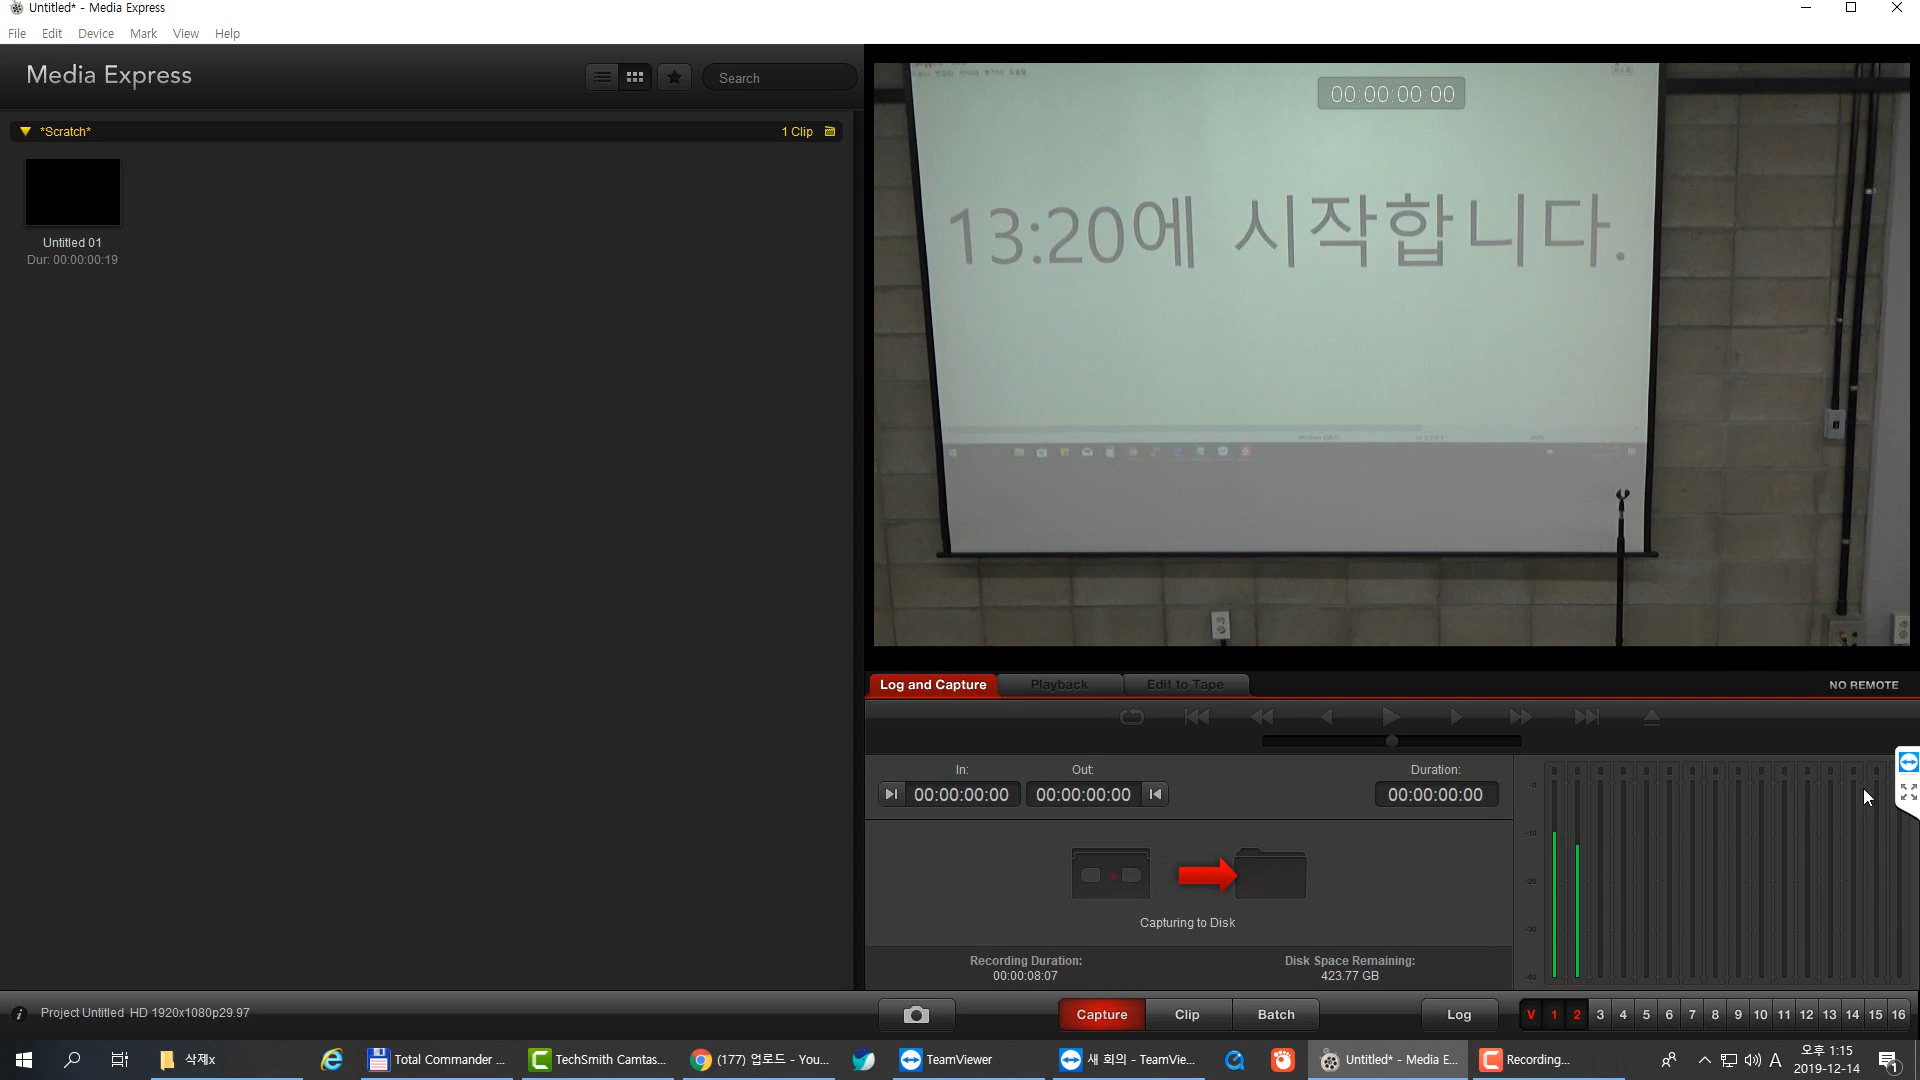 Untitled* - Media Express
File Edit Device Mark View Help
Media Express
Search
*Scratch*
1 Clip
Untitled 01
Dur: 00:00:00:19
00:00:00:00
13:20에 시작합니다.
Log and Capture
Playback
Edit to Tape
NO REMOTE
In:
Out:
Duration:
00:00:00:00
00:00:00:00
00:00:00:00
Capturing to Disk
Recording Duration:
00:00:08:07
Disk Space Remaining:
423.77 GB
-0
-10
-20
-30
-60
Project Untitled HD 1920x1080p29.97
Capture
Clip
Batch
Log
V 1 2 3 4 5 6 7 8 9 10 11 12 13 14 15 16
삭제x
Total Commander ...
TechSmith Camtas...
(177) 업로드 - You...
TeamViewer
새 회의 - TeamVie...
Untitled* - Media E...
Recording...
A
오후 1:15
2019-12-14
1